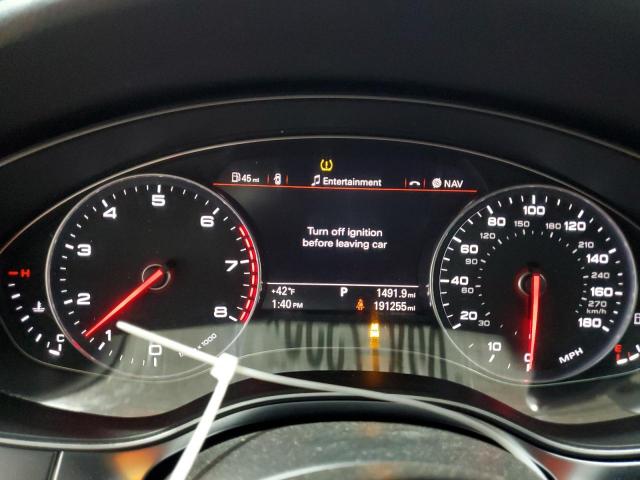 45 mi Entertainment NAV
Turn off ignition
before leaving car
+42°F P 1491.9 mi
1:40 PM 191255 mi
0 1 2 3 4 5 6 7 8
H
C
0 10 20 40 60 80 100 120 140 160 180
30 60 90 120 150 180 210 240 270
km/h
MPH
E